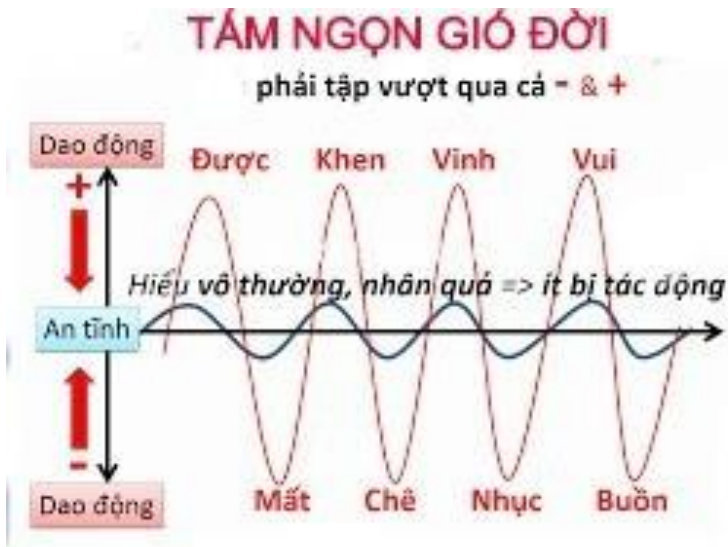 TÁM NGỌN GIÓ ĐỜI
phải tập vượt qua cả - & +
Dao động
Được Khen Vinh Vui
+
Hiểu vô thường, nhân quả => ít bị tác động
An tĩnh
-
Mất Chê Nhục Buồn
Dao động